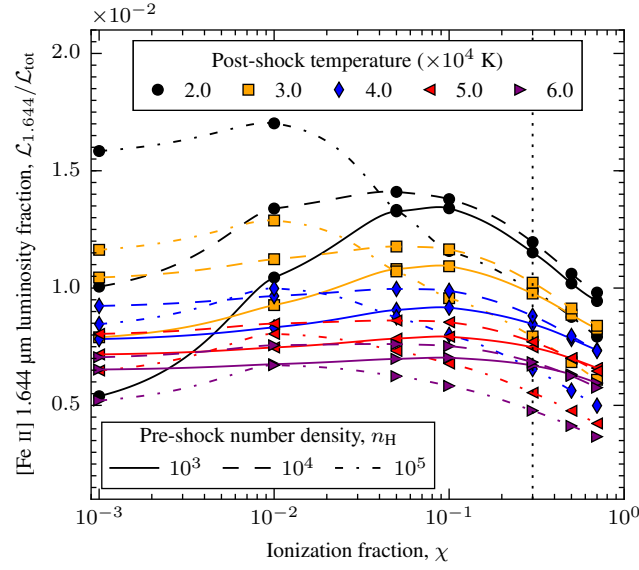 ×10⁻²
2.0
1.5
1.0
0.5
[Fe II] 1.644 μm luminosity fraction, ℒ₁.₆₄₄/ℒₜₒₜ
Post-shock temperature (×10⁴ K)
2.0 3.0 4.0 5.0 6.0
Pre-shock number density, n_H
10³ 10⁴ 10⁵
10⁻³ 10⁻² 10⁻¹ 10⁰
Ionization fraction, χ